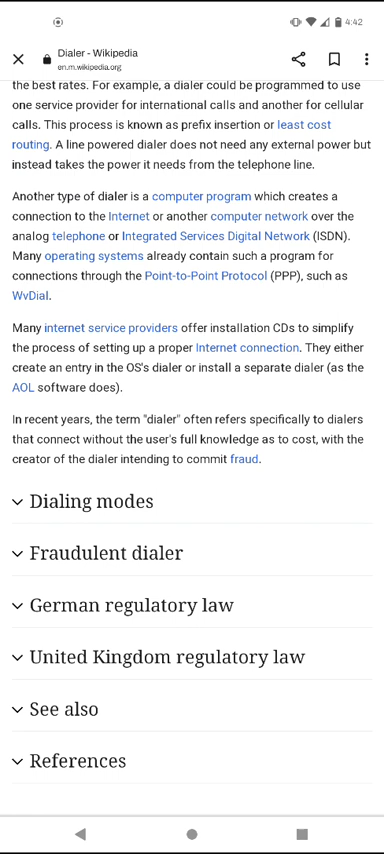 4:42
Dialer - Wikipedia
en.m.wikipedia.org
the best rates. For example, a dialer could be programmed to use
one service provider for international calls and another for cellular
calls. This process is known as prefix insertion or least cost
routing. A line powered dialer does not need any external power but
instead takes the power it needs from the telephone line.
Another type of dialer is a computer program which creates a
connection to the Internet or another computer network over the
analog telephone or Integrated Services Digital Network (ISDN).
Many operating systems already contain such a program for
connections through the Point-to-Point Protocol (PPP), such as
WvDial.
Many internet service providers offer installation CDs to simplify
the process of setting up a proper Internet connection. They either
create an entry in the OS's dialer or install a separate dialer (as the
AOL software does).
In recent years, the term "dialer" often refers specifically to dialers
that connect without the user's full knowledge as to cost, with the
creator of the dialer intending to commit fraud.
Dialing modes
Fraudulent dialer
German regulatory law
United Kingdom regulatory law
See also
References